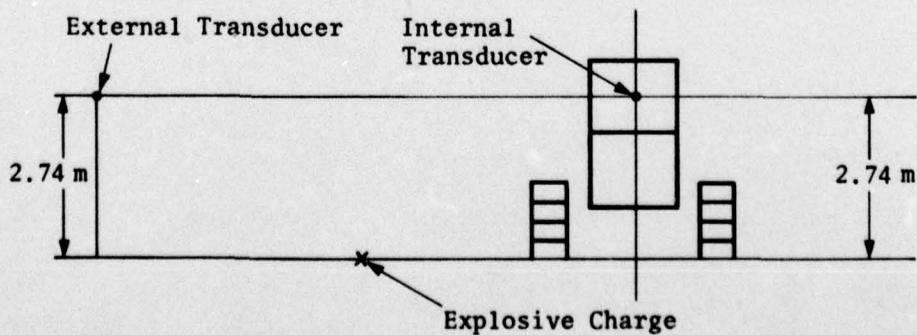 External Transducer
Internal
Transducer
2.74 m
2.74 m
Explosive Charge